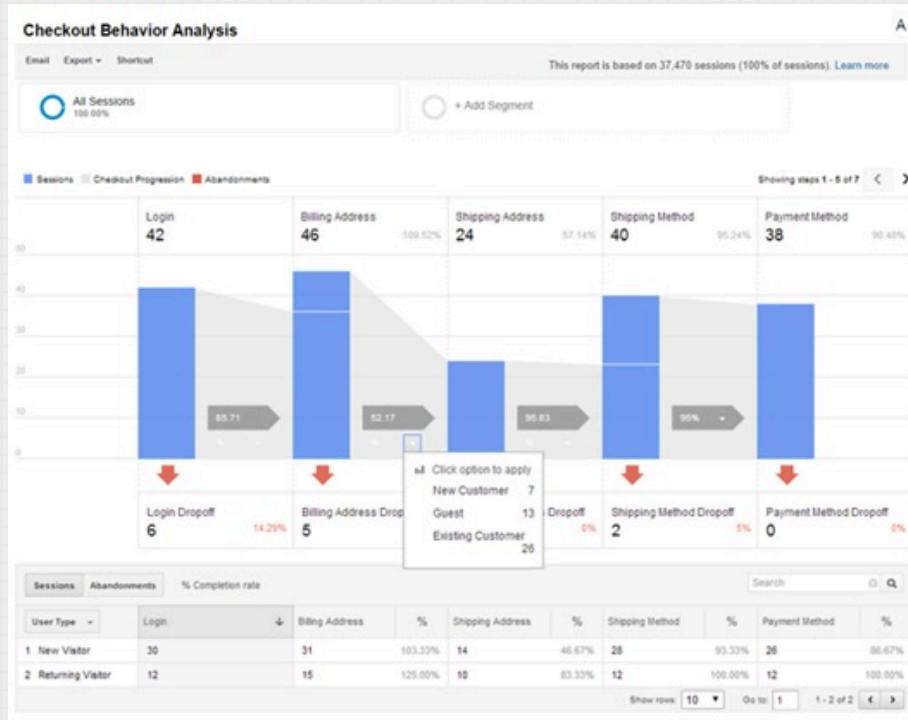 Checkout Behavior Analysis
A
Email Export Shortcut
This report is based on 37,470 sessions (100% of sessions). Learn more
All Sessions
100.00%
+ Add Segment
Sessions Checkout Progression Abandonments
Showing steps 1 - 5 of 7
Login
42
Billing Address
46 109.52%
Shipping Address
24 57.14%
Shipping Method
40 95.24%
Payment Method
38 90.48%
50
40
30
20
10
0
85.71
%
52.17
%
95.83
%
95%
Click option to apply
New Customer 7
Guest 13
Existing Customer
26
Login Dropoff
6 14.29%
Billing Address Drop
5
Dropoff
0%
Shipping Method Dropoff
2 5%
Payment Method Dropoff
0 0%
Sessions Abandonments % Completion rate
Search
User Type Login Billing Address % Shipping Address % Shipping Method % Payment Method %
1 New Visitor 30 31 103.33% 14 46.67% 28 93.33% 26 86.67%
2 Returning Visitor 12 15 125.00% 10 83.33% 12 100.00% 12 100.00%
Show rows: 10 Go to: 1 1 - 2 of 2